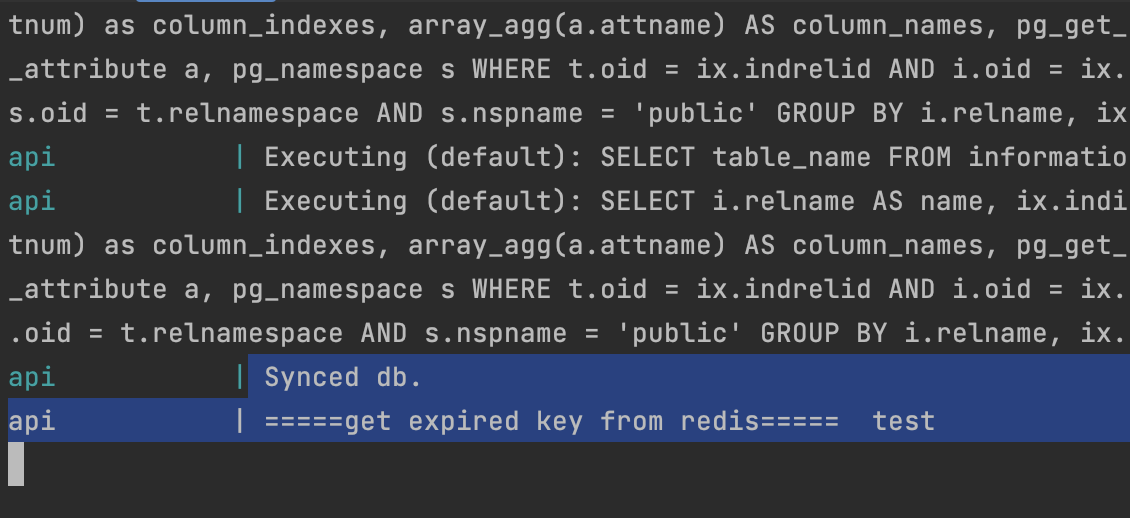 tnum) as column_indexes, array_agg(a.attname) AS column_names, pg_get_
_attribute a, pg_namespace s WHERE t.oid = ix.indrelid AND i.oid = ix.
s.oid = t.relnamespace AND s.nspname = 'public' GROUP BY i.relname, ix
api | Executing (default): SELECT table_name FROM informatio
api | Executing (default): SELECT i.relname AS name, ix.indi
tnum) as column_indexes, array_agg(a.attname) AS column_names, pg_get_
_attribute a, pg_namespace s WHERE t.oid = ix.indrelid AND i.oid = ix.
.oid = t.relnamespace AND s.nspname = 'public' GROUP BY i.relname, ix.
api | Synced db.
api | =====get expired key from redis===== test